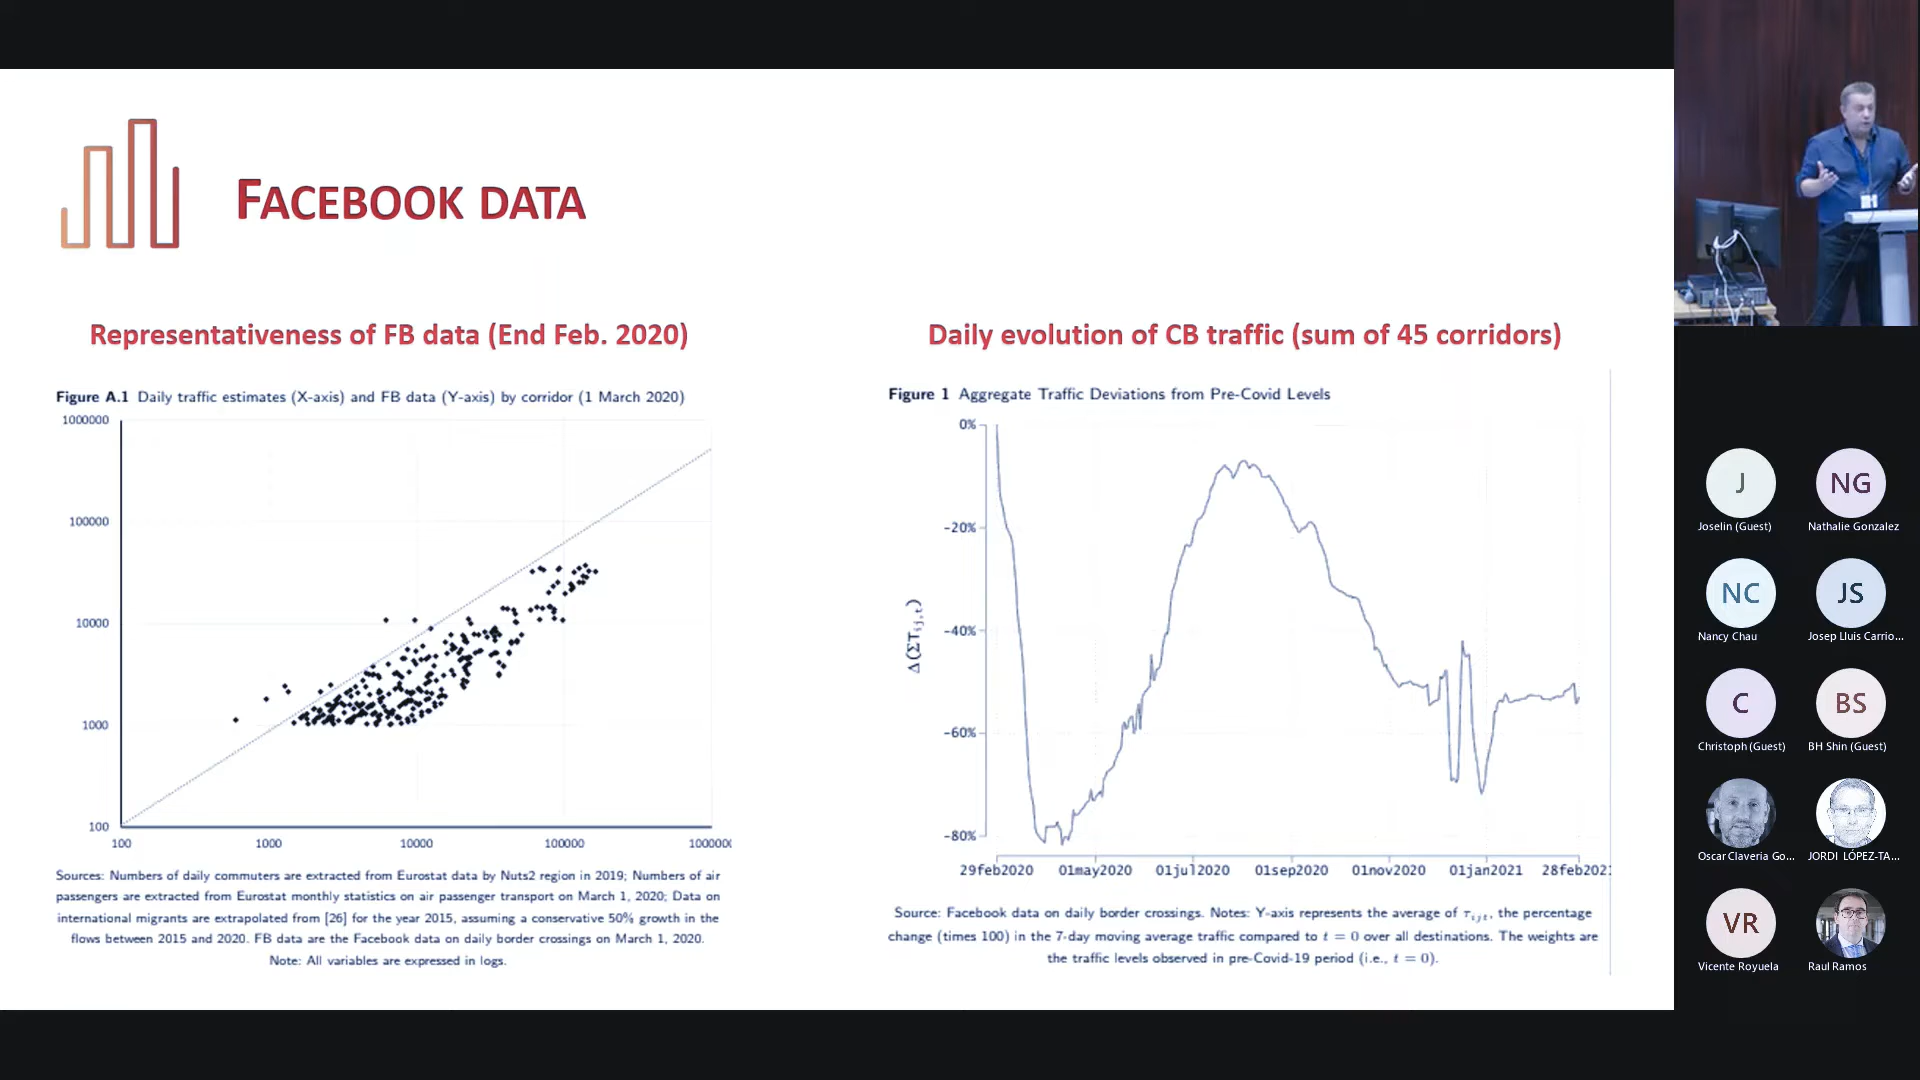 FACEBOOK DATA
Representativeness of FB data (End Feb. 2020)
Figure A.1 Daily traffic estimates (X-axis) and FB data (Y-axis) by corridor (1 March 2020)
1000000
100000
10000
1000
100
100 1000 10000 100000 1000000
Sources: Numbers of daily commuters are extracted from Eurostat data by Nuts2 region in 2019; Numbers of air
passengers are extracted from Eurostat monthly statistics on air passenger transport on March 1, 2020; Data on
international migrants are extrapolated from [26] for the year 2015, assuming a conservative 50% growth in the
flows between 2015 and 2020. FB data are the Facebook data on daily border crossings on March 1, 2020.
Note: All variables are expressed in logs.
Daily evolution of CB traffic (sum of 45 corridors)
Figure 1 Aggregate Traffic Deviations from Pre-Covid Levels
0%
-20%
-40%
-60%
-80%
Δ(ΣTij,t)
29feb2020 01may2020 01jul2020 01sep2020 01nov2020 01jan2021 28feb2021
Source: Facebook data on daily border crossings. Notes: Y-axis represents the average of τijt, the percentage
change (times 100) in the 7-day moving average traffic compared to t = 0 over all destinations. The weights are
the traffic levels observed in pre-Covid-19 period (i.e., t = 0).
J NG
Joselin (Guest) Nathalie Gonzalez
NC JS
Nancy Chau Josep Lluis Carrio...
C BS
Christoph (Guest) BH Shin (Guest)
Oscar Claveria Go... JORDI LÓPEZ-TA...
VR
Vicente Royuela Raul Ramos